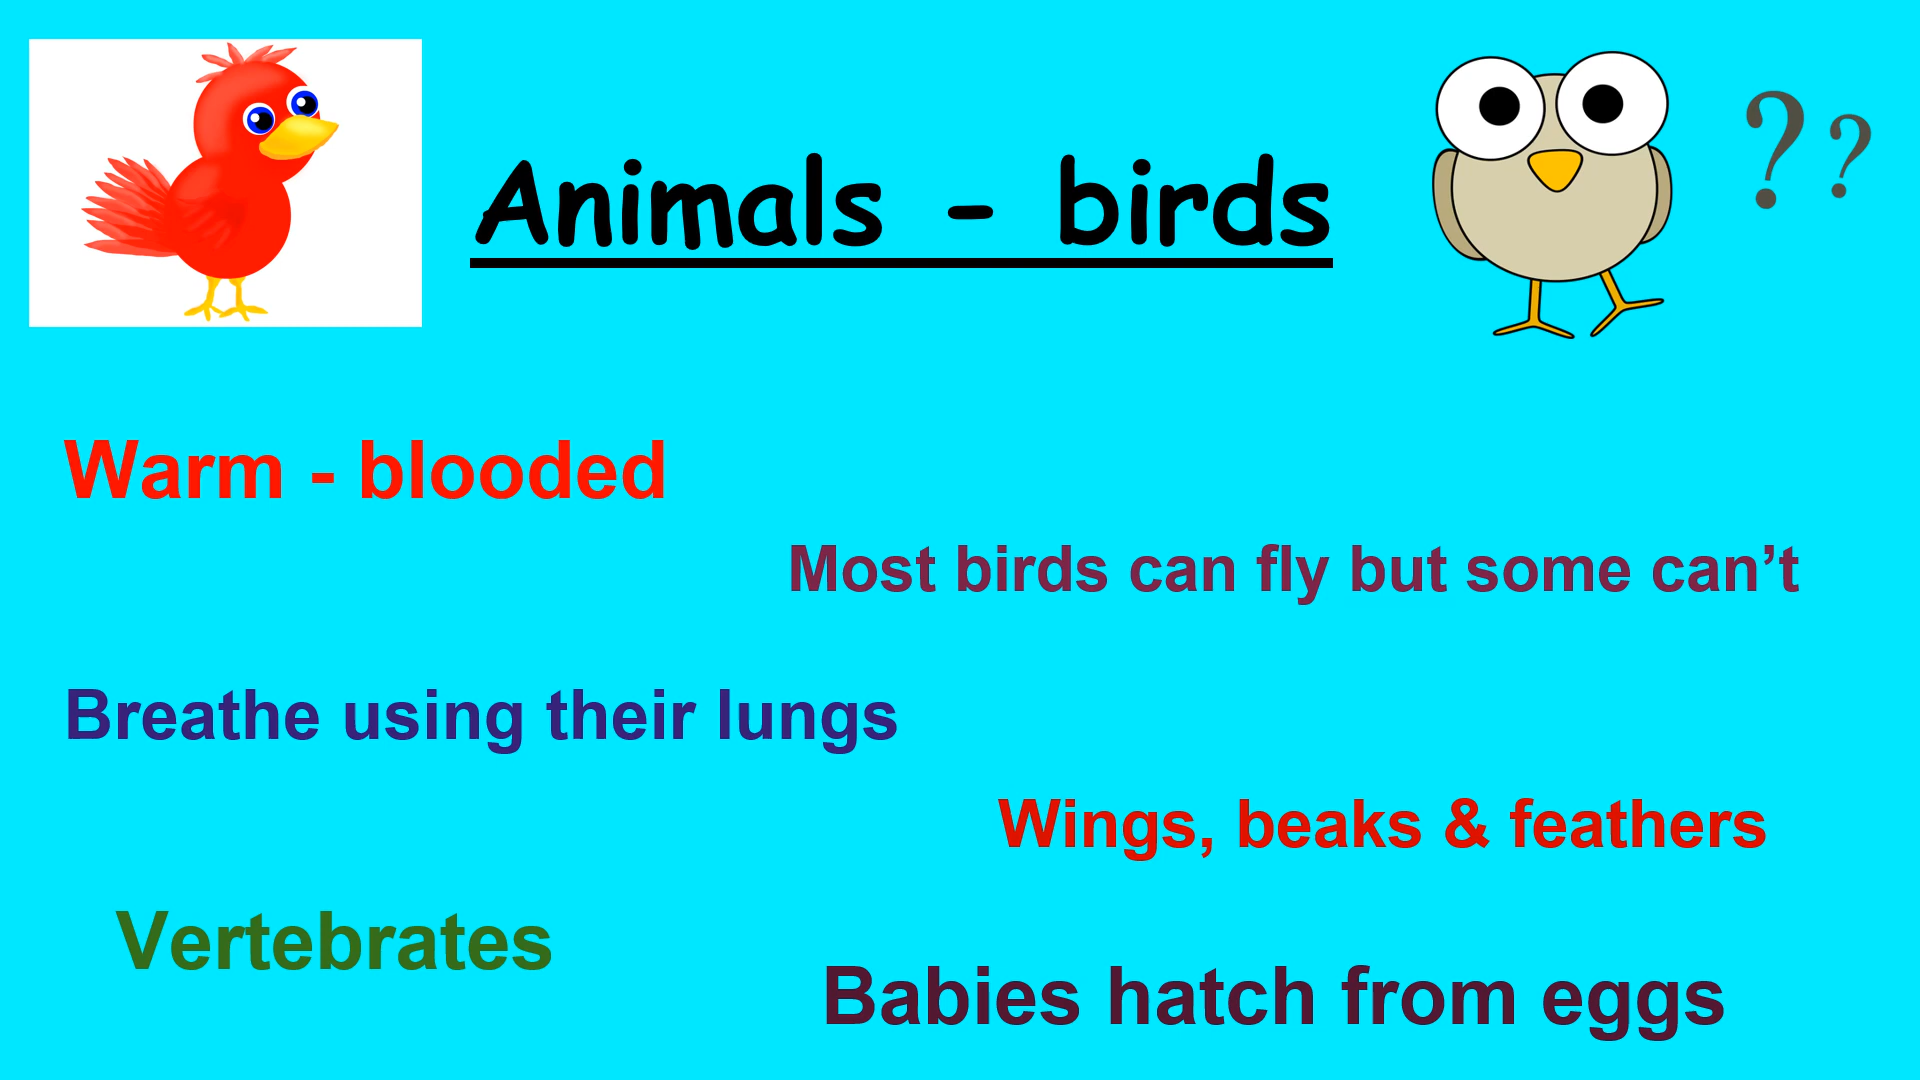 Animals - birds
? ?
Warm - blooded
Most birds can fly but some can’t
Breathe using their lungs
Wings, beaks & feathers
Vertebrates
Babies hatch from eggs